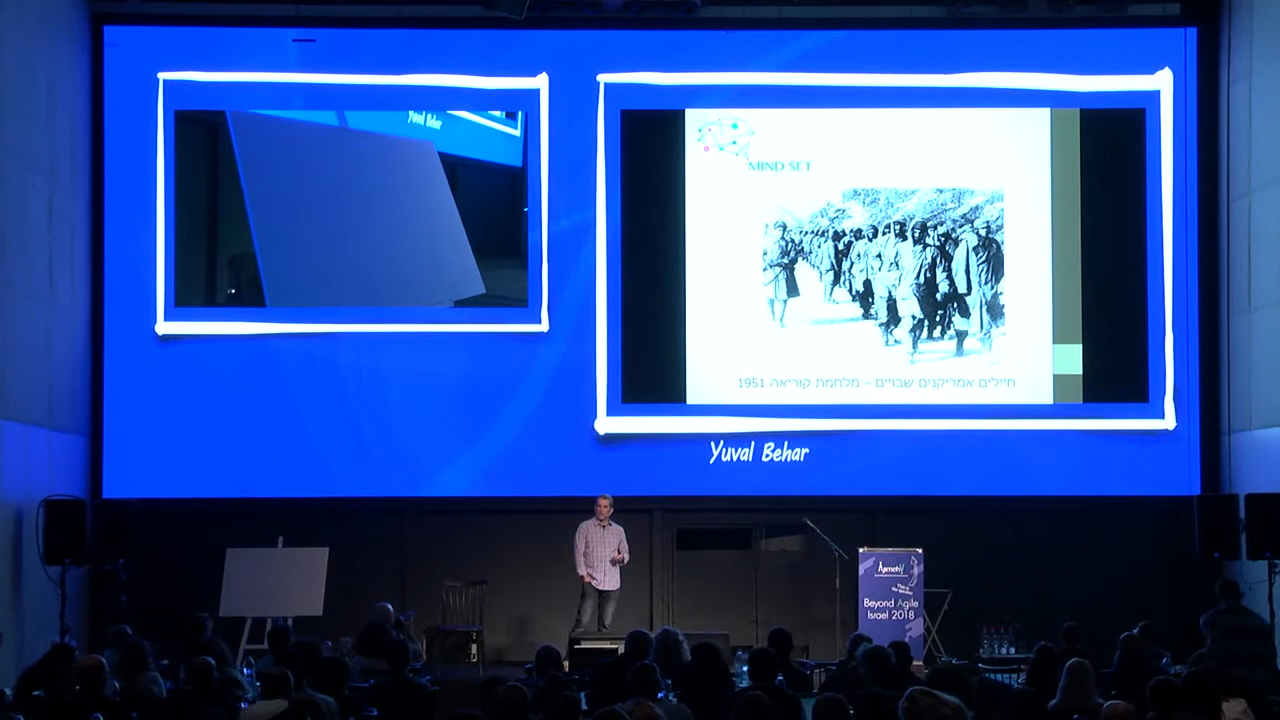 Yuval Behar
MIND SET
חיילים אמריקנים שבויים – מלחמת קוריאה 1951
Yuval Behar
Beyond Agile
Israel 2018